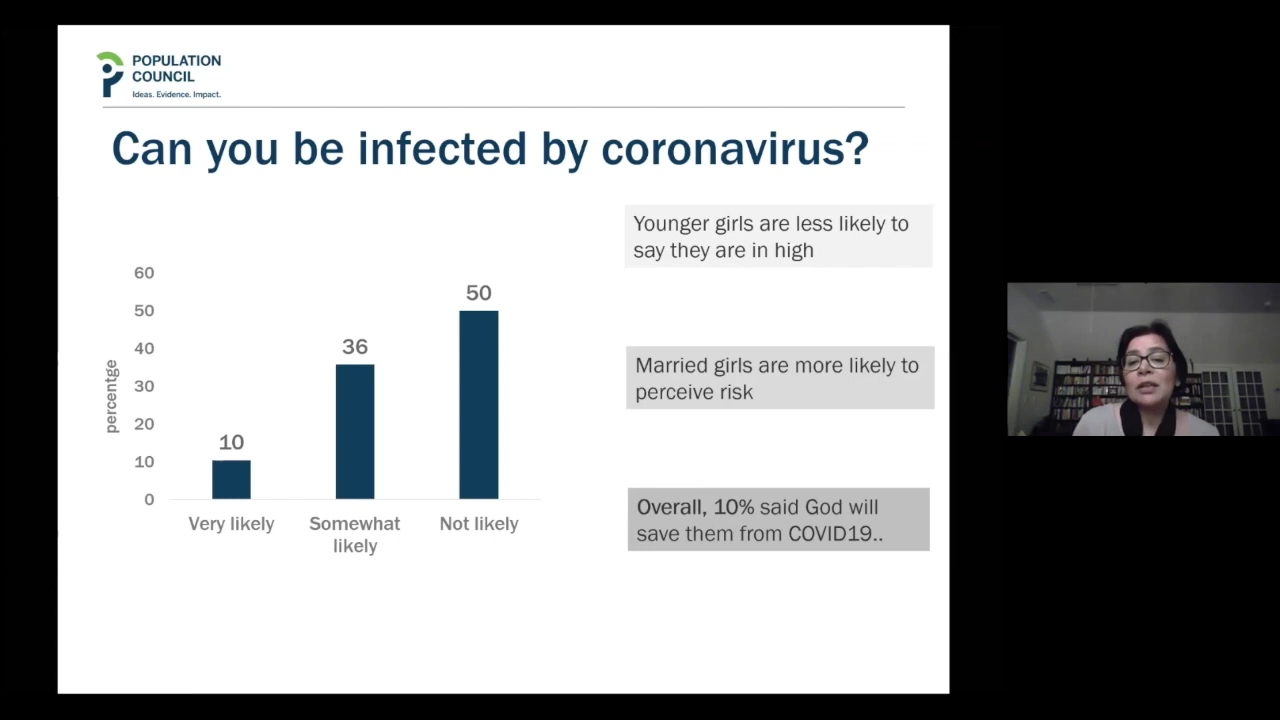 POPULATION
COUNCIL
Ideas. Evidence. Impact.
Can you be infected by coronavirus?
Younger girls are less likely to
say they are in high
Married girls are more likely to
perceive risk
Overall, 10% said God will
save them from COVID19..
percentge
60
50
40
30
20
10
0
10
36
50
Very likely
Somewhat
likely
Not likely